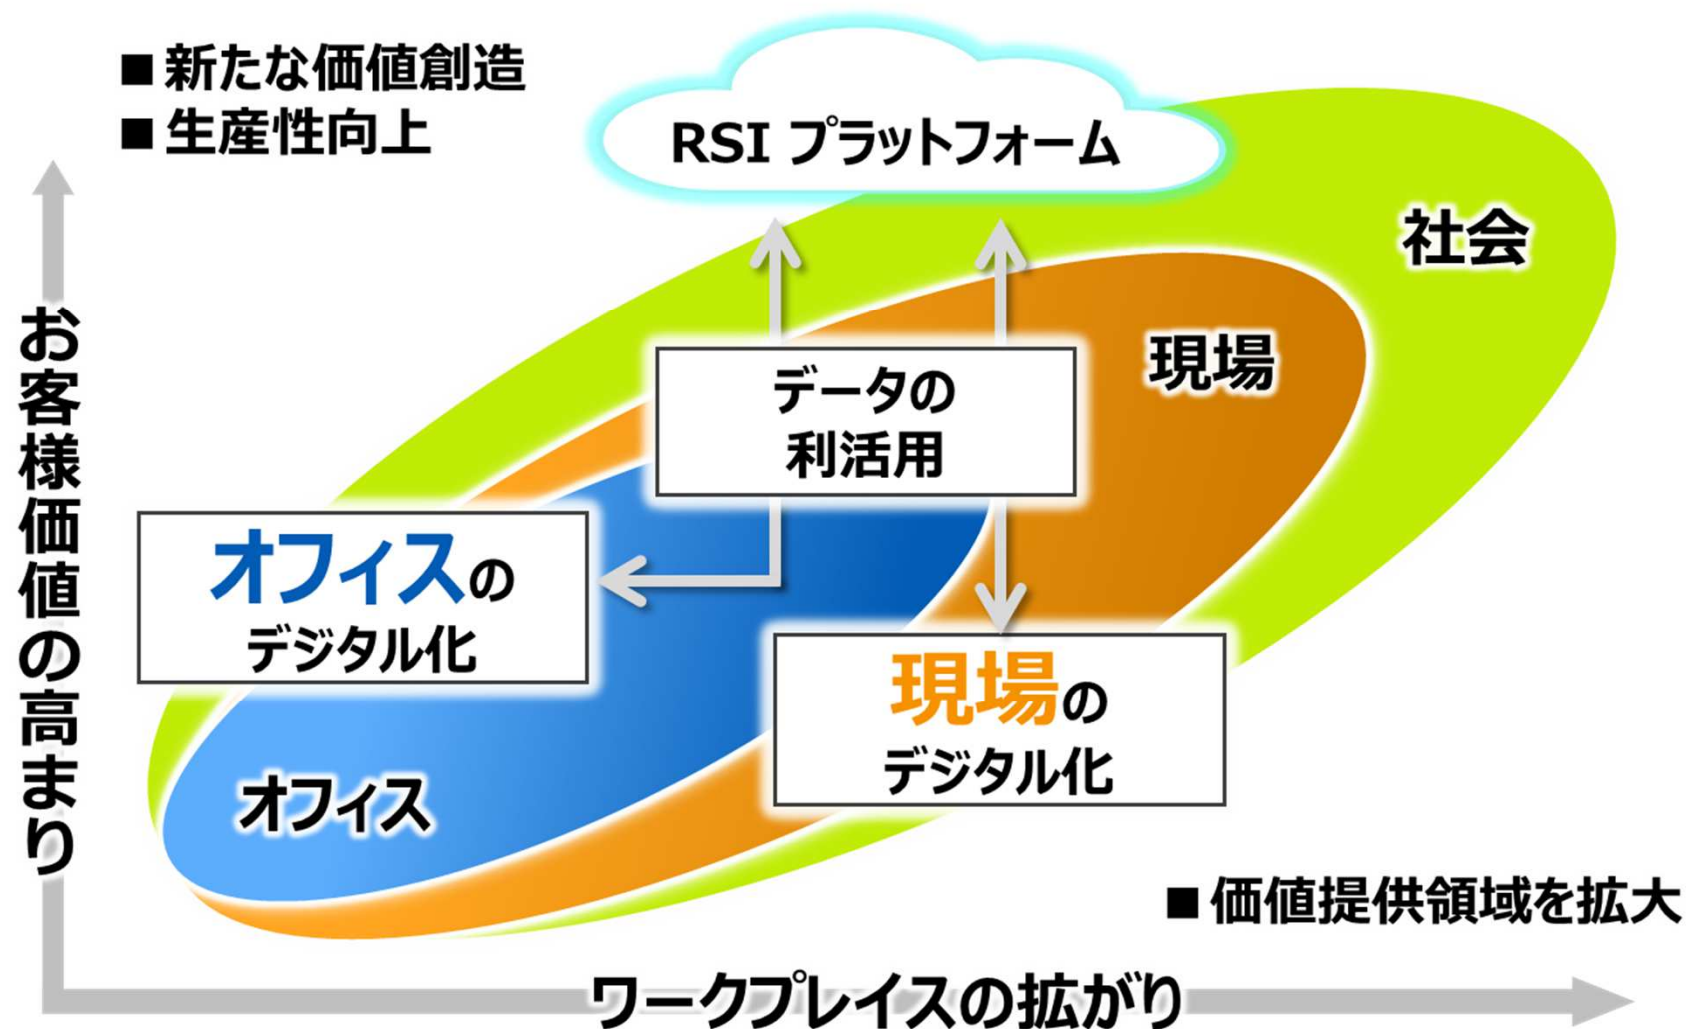 ■ 新たな価値創造
■ 生産性向上
RSI プラットフォーム
社会
現場
データの
利活用
オフィスの
デジタル化
現場の
デジタル化
オフィス
お客様価値の高まり
■ 価値提供領域を拡大
ワークプレイスの拡がり